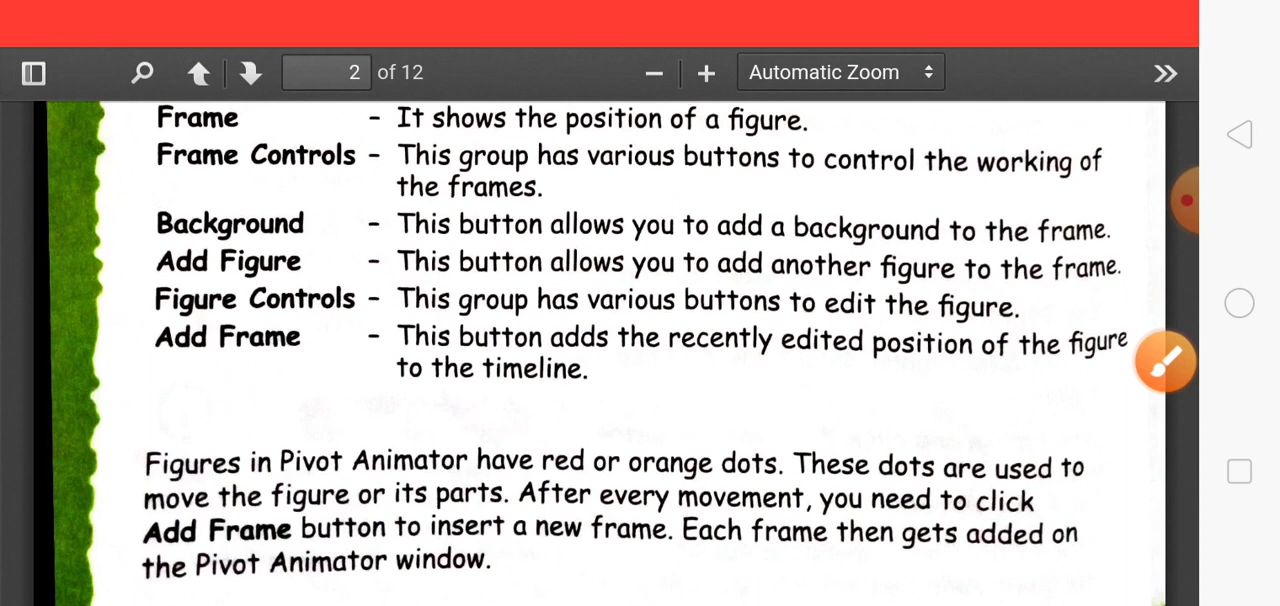 2 of 12
Automatic Zoom
Frame - It shows the position of a figure.
Frame Controls - This group has various buttons to control the working of
the frames.
Background - This button allows you to add a background to the frame.
Add Figure - This button allows you to add another figure to the frame.
Figure Controls - This group has various buttons to edit the figure.
Add Frame - This button adds the recently edited position of the figure
to the timeline.
Figures in Pivot Animator have red or orange dots. These dots are used to
move the figure or its parts. After every movement, you need to click
Add Frame button to insert a new frame. Each frame then gets added on
the Pivot Animator window.